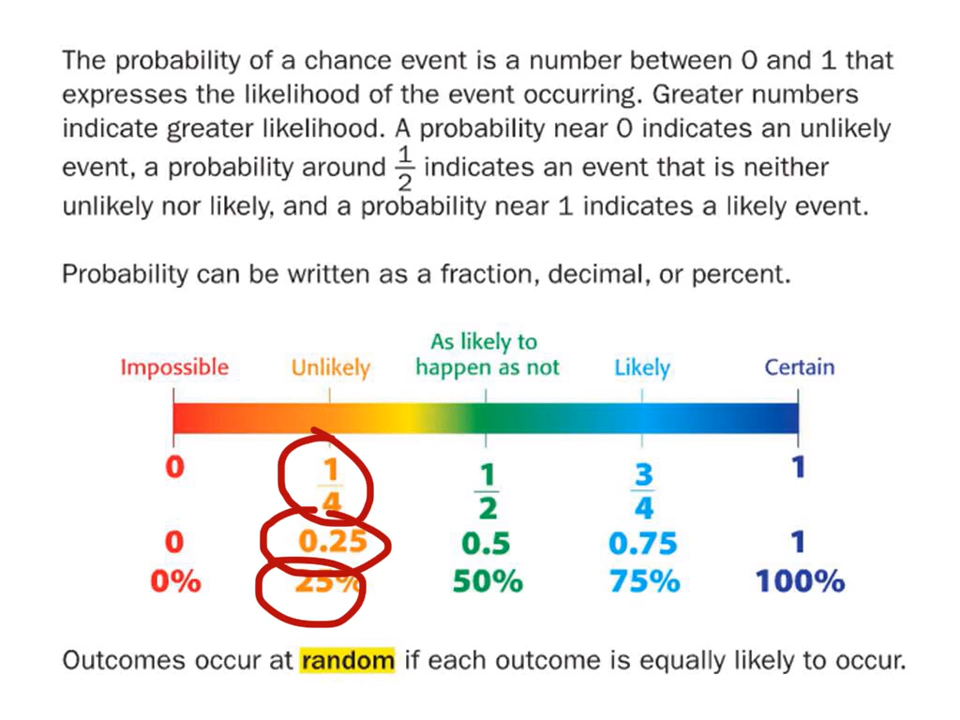 The probability of a chance event is a number between 0 and 1 that
expresses the likelihood of the event occurring. Greater numbers
indicate greater likelihood. A probability near 0 indicates an unlikely
event, a probability around 1/2 indicates an event that is neither
unlikely nor likely, and a probability near 1 indicates a likely event.
Probability can be written as a fraction, decimal, or percent.
As likely to
Impossible Unlikely happen as not Likely Certain
0 1/4 1/2 3/4 1
0 0.25 0.5 0.75 1
0% 25% 50% 75% 100%
Outcomes occur at random if each outcome is equally likely to occur.